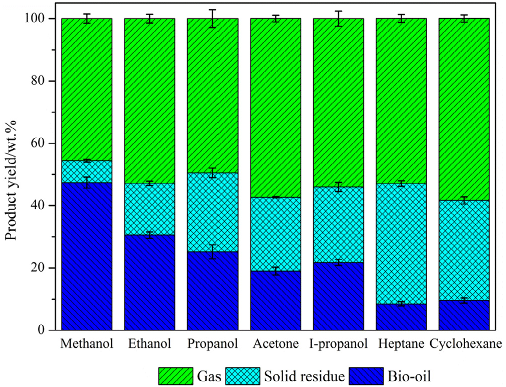 Product yield/wt.%
100
80
60
40
20
0
Methanol Ethanol Propanol Acetone I-propanol Heptane Cyclohexane
Gas Solid residue Bio-oil